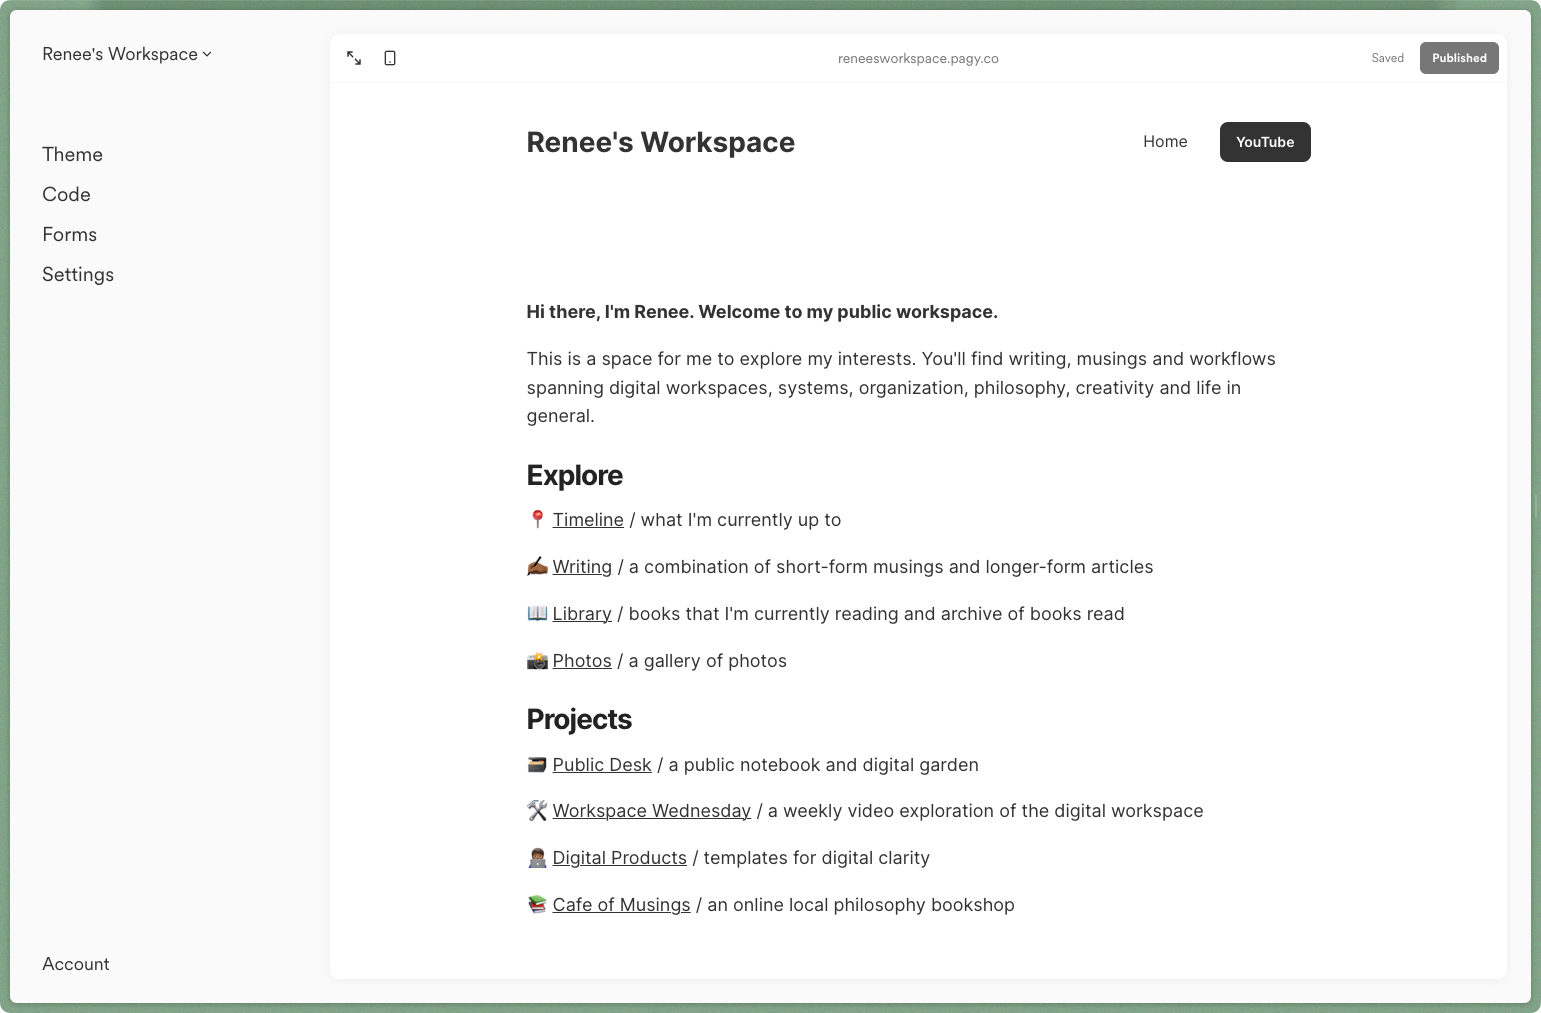 Renee's Workspace
Theme
Code
Forms
Settings
Account
reneesworkspace.pagy.co
Saved
Published
Renee's Workspace
Home
YouTube
Hi there, I'm Renee. Welcome to my public workspace.
This is a space for me to explore my interests. You'll find writing, musings and workflows
spanning digital workspaces, systems, organization, philosophy, creativity and life in
general.
Explore
📍 Timeline / what I'm currently up to
✍🏾 Writing / a combination of short-form musings and longer-form articles
📖 Library / books that I'm currently reading and archive of books read
📸 Photos / a gallery of photos
Projects
🗃 Public Desk / a public notebook and digital garden
🛠 Workspace Wednesday / a weekly video exploration of the digital workspace
👨🏾‍💻 Digital Products / templates for digital clarity
📚 Cafe of Musings / an online local philosophy bookshop